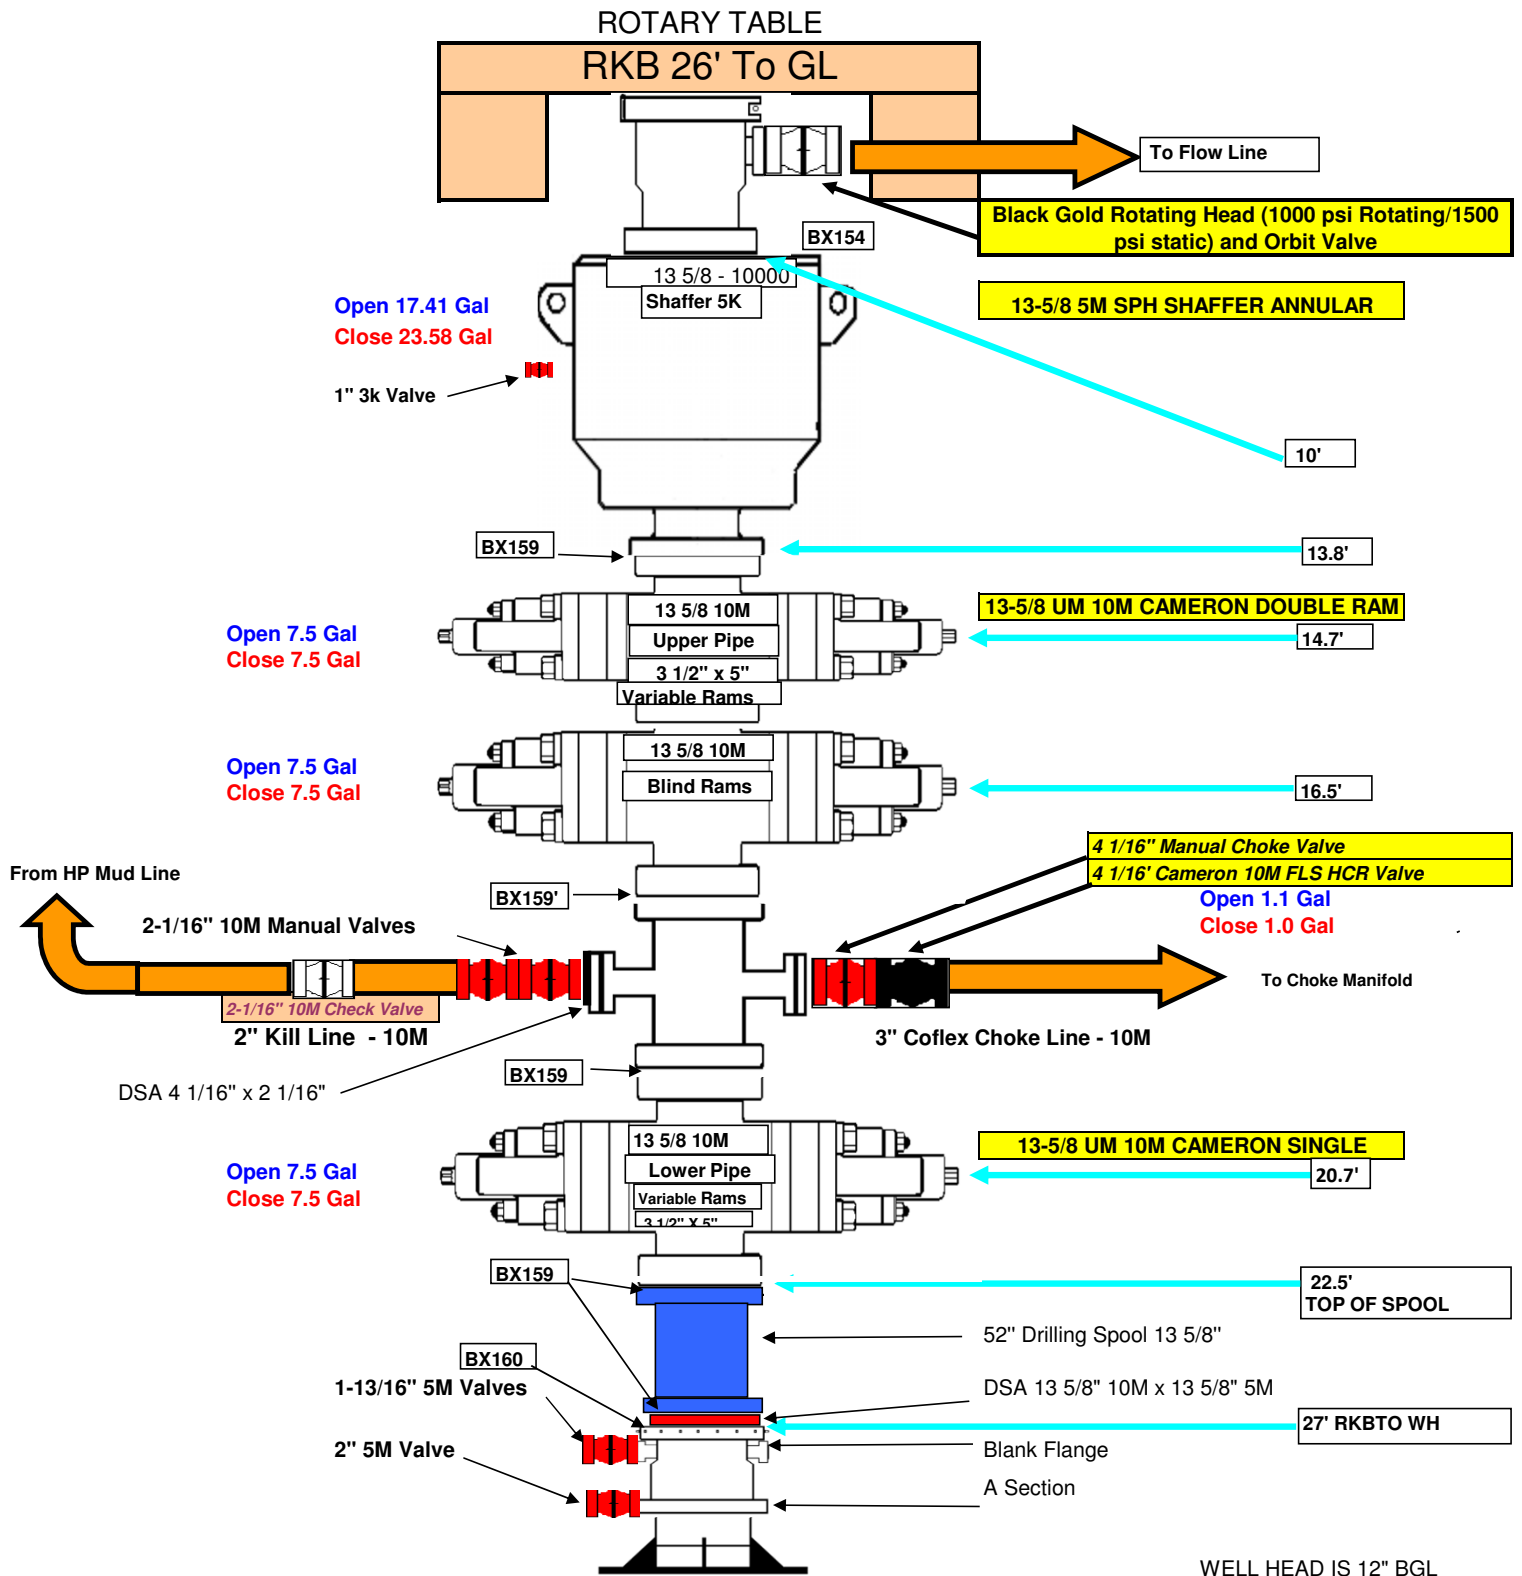 ROTARY TABLE
RKB 26' To GL
To Flow Line
Black Gold Rotating Head (1000 psi Rotating/1500
psi static) and Orbit Valve
BX154
13 5/8 - 10000
Shaffer 5K
13-5/8 5M SPH SHAFFER ANNULAR
Open 17.41 Gal
Close 23.58 Gal
1" 3k Valve
10'
BX159
13.8'
13-5/8 UM 10M CAMERON DOUBLE RAM
13 5/8 10M
Upper Pipe
3 1/2" x 5"
Variable Rams
Open 7.5 Gal
Close 7.5 Gal
14.7'
13 5/8 10M
Blind Rams
Open 7.5 Gal
Close 7.5 Gal
16.5'
4 1/16" Manual Choke Valve
4 1/16' Cameron 10M FLS HCR Valve
Open 1.1 Gal
Close 1.0 Gal
From HP Mud Line
BX159'
2-1/16" 10M Manual Valves
To Choke Manifold
2-1/16" 10M Check Valve
2" Kill Line - 10M
3" Coflex Choke Line - 10M
BX159
DSA 4 1/16" x 2 1/16"
13 5/8 10M
Lower Pipe
Variable Rams
3 1/2" X 5"
13-5/8 UM 10M CAMERON SINGLE
Open 7.5 Gal
Close 7.5 Gal
20.7'
BX159
22.5'
TOP OF SPOOL
52" Drilling Spool 13 5/8"
BX160
1-13/16" 5M Valves
DSA 13 5/8" 10M x 13 5/8" 5M
27' RKBTO WH
2" 5M Valve
Blank Flange
A Section
WELL HEAD IS 12" BGL